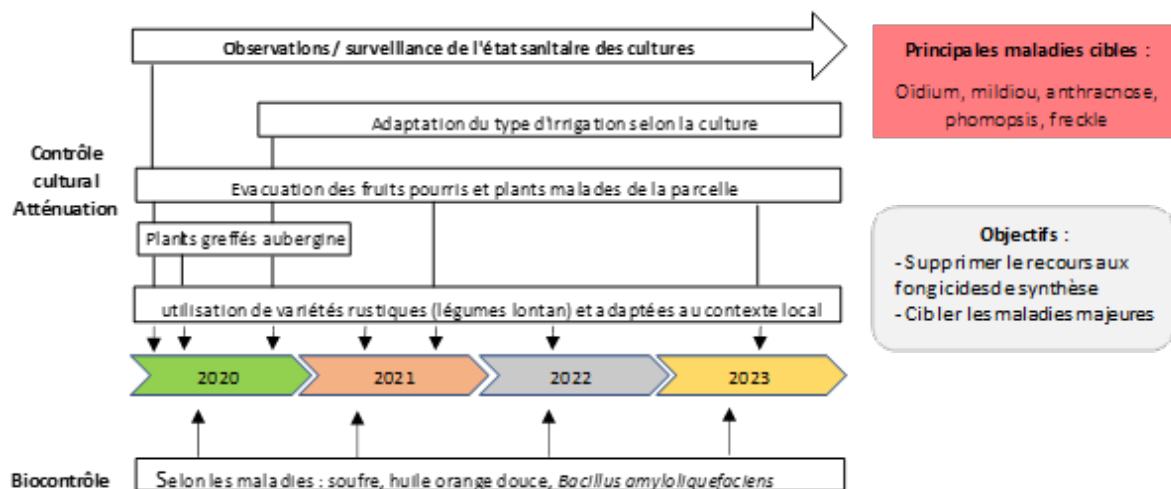 Observations / surveillance de l'état sanitaire des cultures
Principales maladies cibles :
Oïdium, mildiou, anthracnose,
phomopsis, freckle
Adaptation du type d'irrigation selon la culture
Contrôle
cultural
Atténuation
Evacuation des fruits pourris et plants malades de la parcelle
Plants greffés aubergine
utilisation de variétés rustiques (légumes lontan) et adaptées au contexte local
Objectifs :
- Supprimer le recours aux
fongicides de synthèse
- Cibler les maladies majeures
2020
2021
2022
2023
Biocontrôle
Selon les maladies : soufre, huile orange douce, Bacillus amyloliquefaciens